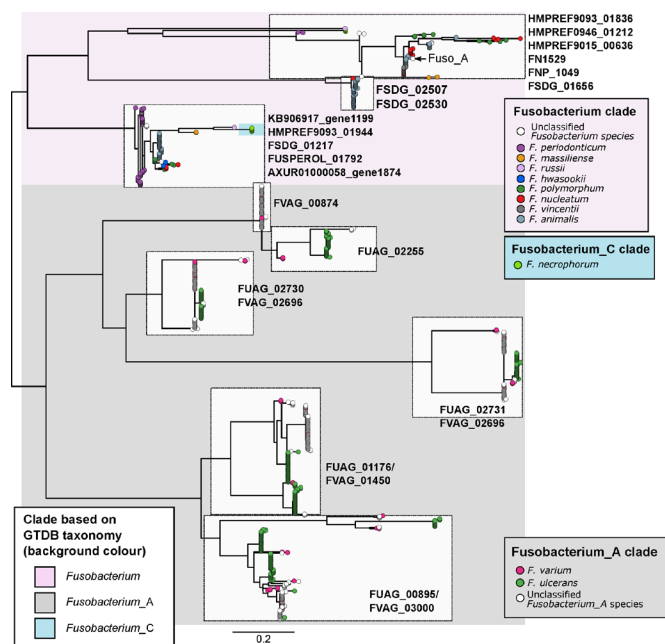 HMPREF9093_01836
HMPREF0946_01212
HMPREF9015_00636
FN1529
FNP_1049
FSDG_01656
Fuso_A
FSDG_02507
FSDG_02530
KB906917_gene1199
HMPREF9093_01944
FSDG_01217
FUSPEROL_01792
AXUR01000058_gene1874
Fusobacterium clade
Unclassified
Fusobacterium species
F. periodonticum
F. massiliense
F. russii
F. hwasookii
F. polymorphum
F. nucleatum
F. vincentii
F. animalis
Fusobacterium_C clade
F. necrophorum
FVAG_00874
FUAG_02255
FUAG_02730
FVAG_02696
FUAG_02731
FVAG_02696
FUAG_01176/
FVAG_01450
FUAG_00895/
FVAG_03000
Clade based on
GTDB taxonomy
(background colour)
Fusobacterium
Fusobacterium_A
Fusobacterium_C
Fusobacterium_A clade
F. varium
F. ulcerans
Unclassified
Fusobacterium_A species
0.2